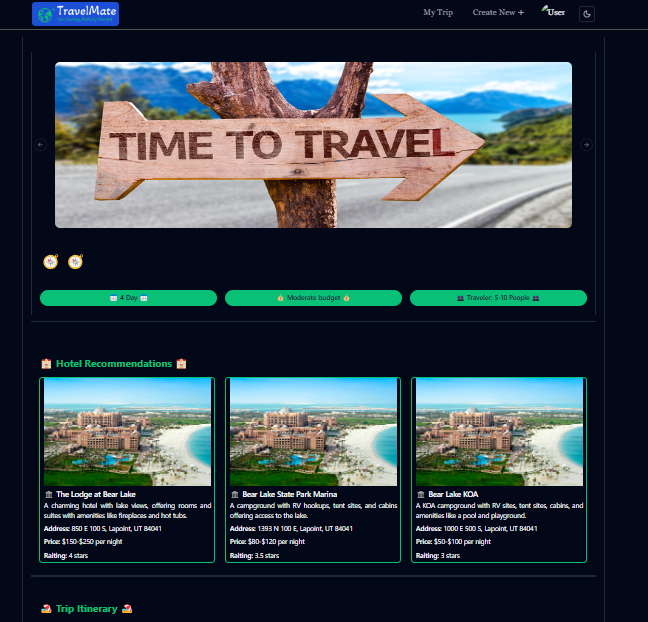 TravelMate
My Trip
Create New +
User
TIME TO TRAVEL
4 Day
Moderate budget
Traveler: 5-10 People
Hotel Recommendations
The Lodge at Bear Lake
A charming hotel with lake views, offering rooms and
suites with amenities like fireplaces and hot tubs.
Address: 850 E 100 S, Lapoint, UT 84041
Price: $150-$250 per night
Raiting: 4 stars
Bear Lake State Park Marina
A campground with RV hookups, tent sites, and cabins
offering access to the lake.
Address: 1393 N 100 E, Lapoint, UT 84041
Price: $80-$120 per night
Raiting: 3.5 stars
Bear Lake KOA
A KOA campground with RV sites, tent sites, cabins, and
amenities like a pool and playground.
Address: 1000 E 500 S, Lapoint, UT 84041
Price: $50-$100 per night
Raiting: 3 stars
Trip Itinerary